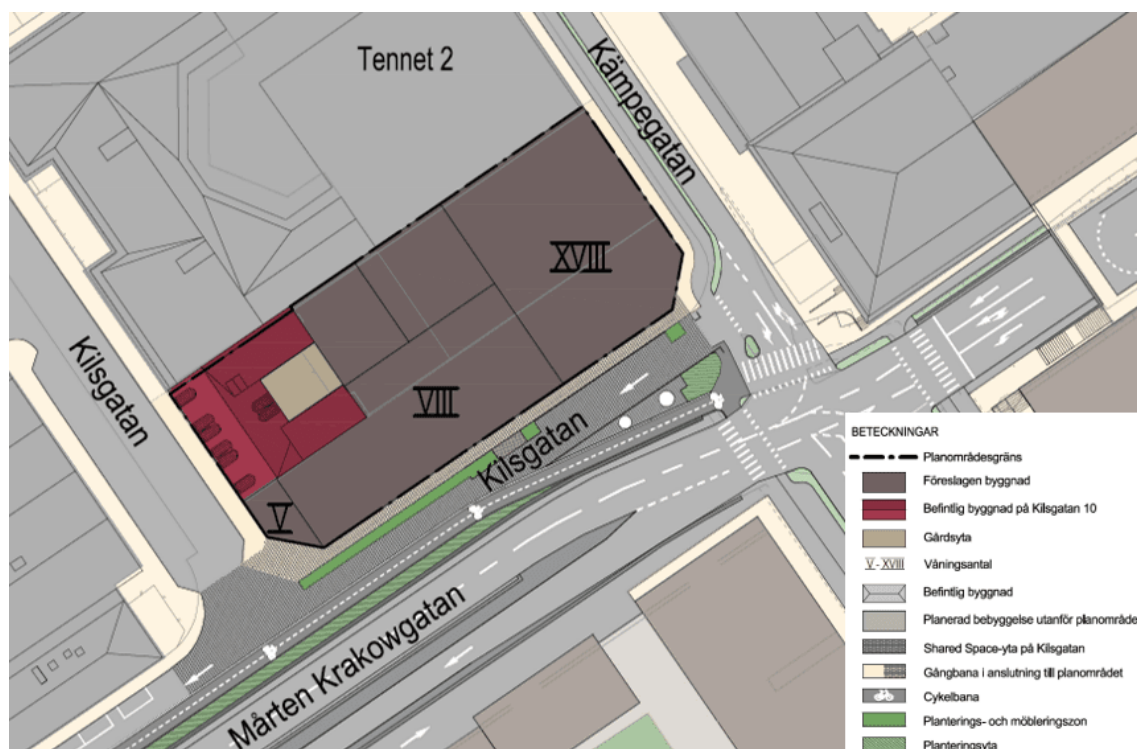 Tennet 2
Kämpegatan
XVIII
Kilsgatan
VIII
Kilsgatan
V
Mårten Krakowgatan
BETECKNINGAR
Planområdesgräns
Föreslagen byggnad
Befintlig byggnad på Kilsgatan 10
Gårdsyta
V - XVIII Våningsantal
Befintlig byggnad
Planerad bebyggelse utanför planområde
Shared Space-yta på Kilsgatan
Gångbana i anslutning till planområdet
Cykelbana
Planterings- och möbleringszon
Planteringsyta